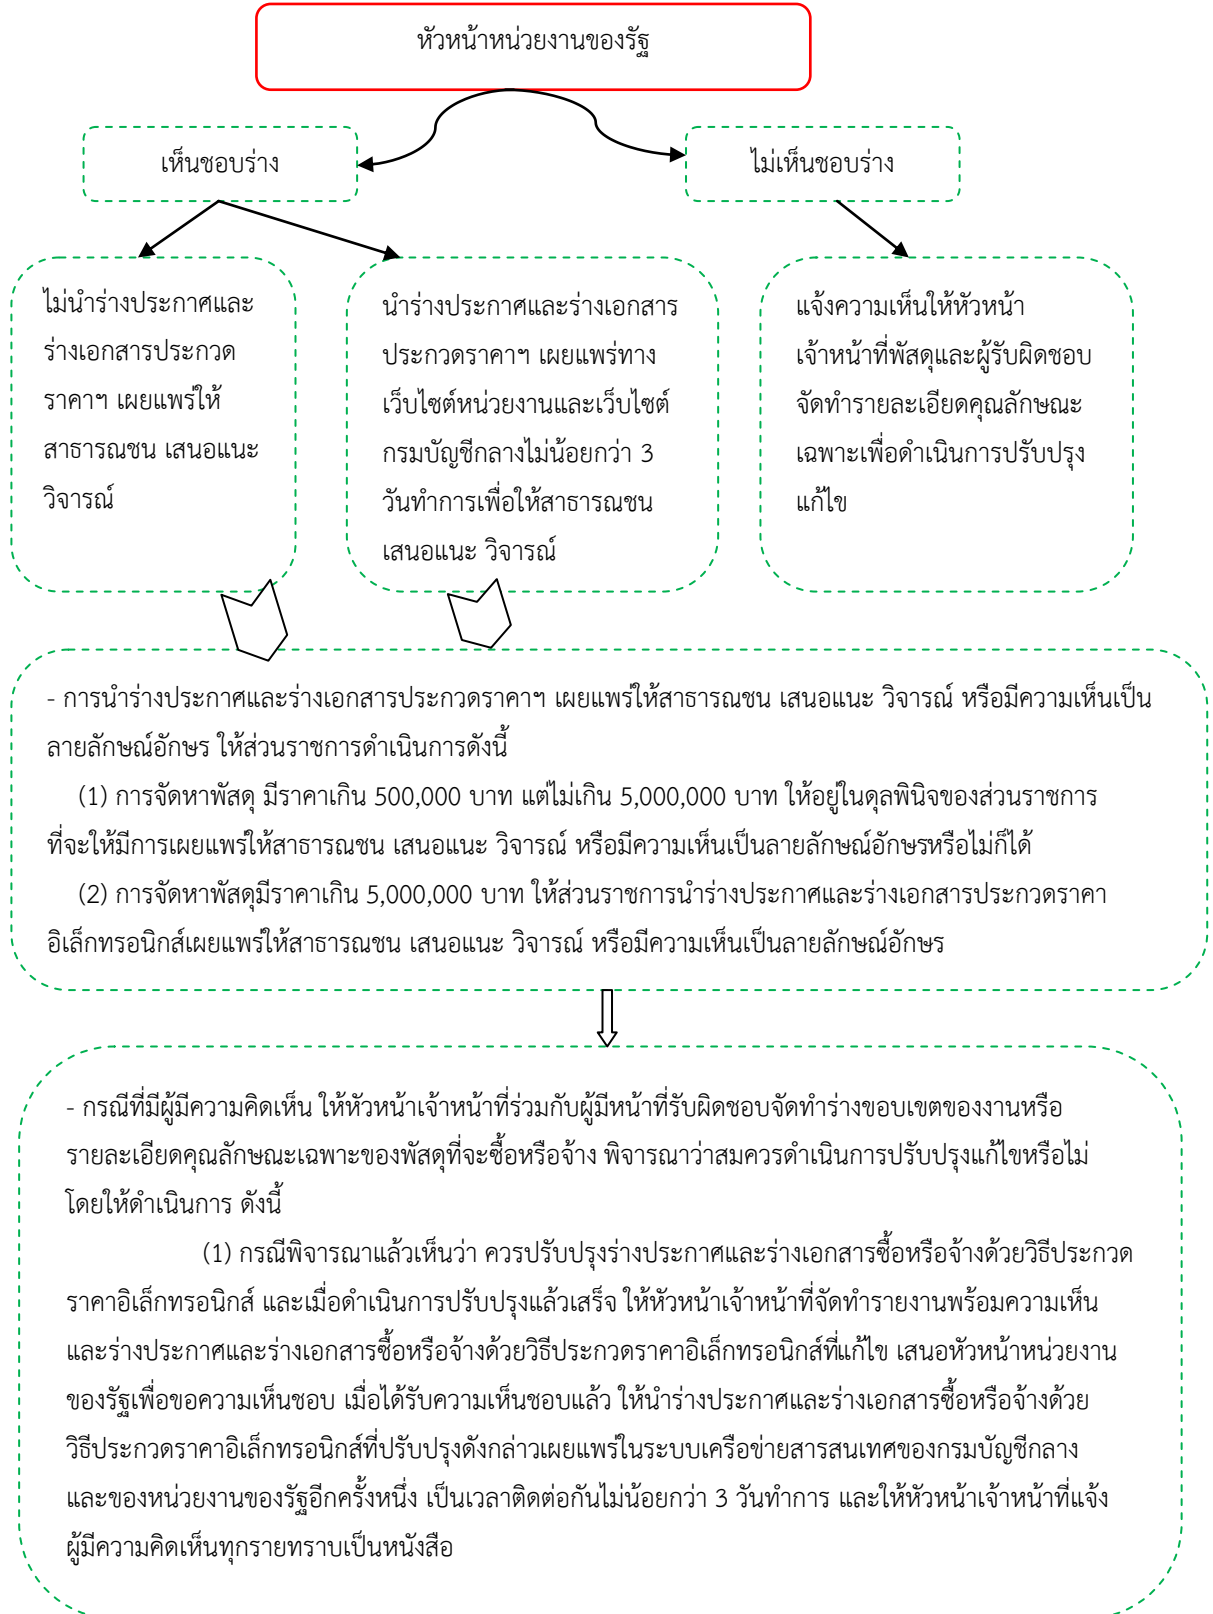 หัวหน้าหน่วยงานของรัฐ
เห็นชอบร่าง
ไม่เห็นชอบร่าง
ไม่นำร่างประกาศและ
ร่างเอกสารประกวด
ราคาฯ เผยแพร่ให้
สาธารณชน เสนอแนะ
วิจารณ์
นำร่างประกาศและร่างเอกสาร
ประกวดราคาฯ เผยแพร่ทาง
เว็บไซต์หน่วยงานและเว็บไซต์
กรมบัญชีกลางไม่น้อยกว่า 3
วันทำการเพื่อให้สาธารณชน
เสนอแนะ วิจารณ์
แจ้งความเห็นให้หัวหน้า
เจ้าหน้าที่พัสดุและผู้รับผิดชอบ
จัดทำรายละเอียดคุณลักษณะ
เฉพาะเพื่อดำเนินการปรับปรุง
แก้ไข
- การนำร่างประกาศและร่างเอกสารประกวดราคาฯ เผยแพร่ให้สาธารณชน เสนอแนะ วิจารณ์ หรือมีความเห็นเป็น
ลายลักษณ์อักษร ให้ส่วนราชการดำเนินการดังนี้
(1) การจัดหาพัสดุ มีราคาเกิน 500,000 บาท แต่ไม่เกิน 5,000,000 บาท ให้อยู่ในดุลพินิจของส่วนราชการ
ที่จะให้มีการเผยแพร่ให้สาธารณชน เสนอแนะ วิจารณ์ หรือมีความเห็นเป็นลายลักษณ์อักษรหรือไม่ก็ได้
(2) การจัดหาพัสดุมีราคาเกิน 5,000,000 บาท ให้ส่วนราชการนำร่างประกาศและร่างเอกสารประกวดราคา
อิเล็กทรอนิกส์เผยแพร่ให้สาธารณชน เสนอแนะ วิจารณ์ หรือมีความเห็นเป็นลายลักษณ์อักษร
- กรณีที่มีผู้มีความคิดเห็น ให้หัวหน้าเจ้าหน้าที่ร่วมกับผู้มีหน้าที่รับผิดชอบจัดทำร่างขอบเขตของงานหรือ
รายละเอียดคุณลักษณะเฉพาะของพัสดุที่จะซื้อหรือจ้าง พิจารณาว่าสมควรดำเนินการปรับปรุงแก้ไขหรือไม่
โดยให้ดำเนินการ ดังนี้
(1) กรณีพิจารณาแล้วเห็นว่า ควรปรับปรุงร่างประกาศและร่างเอกสารซื้อหรือจ้างด้วยวิธีประกวด
ราคาอิเล็กทรอนิกส์ และเมื่อดำเนินการปรับปรุงแล้วเสร็จ ให้หัวหน้าเจ้าหน้าที่จัดทำรายงานพร้อมความเห็น
และร่างประกาศและร่างเอกสารซื้อหรือจ้างด้วยวิธีประกวดราคาอิเล็กทรอนิกส์ที่แก้ไข เสนอหัวหน้าหน่วยงาน
ของรัฐเพื่อขอความเห็นชอบ เมื่อได้รับความเห็นชอบแล้ว ให้นำร่างประกาศและร่างเอกสารซื้อหรือจ้างด้วย
วิธีประกวดราคาอิเล็กทรอนิกส์ที่ปรับปรุงดังกล่าวเผยแพร่ในระบบเครือข่ายสารสนเทศของกรมบัญชีกลาง
และของหน่วยงานของรัฐอีกครั้งหนึ่ง เป็นเวลาติดต่อกันไม่น้อยกว่า 3 วันทำการ และให้หัวหน้าเจ้าหน้าที่แจ้ง
ผู้มีความคิดเห็นทุกรายทราบเป็นหนังสือ